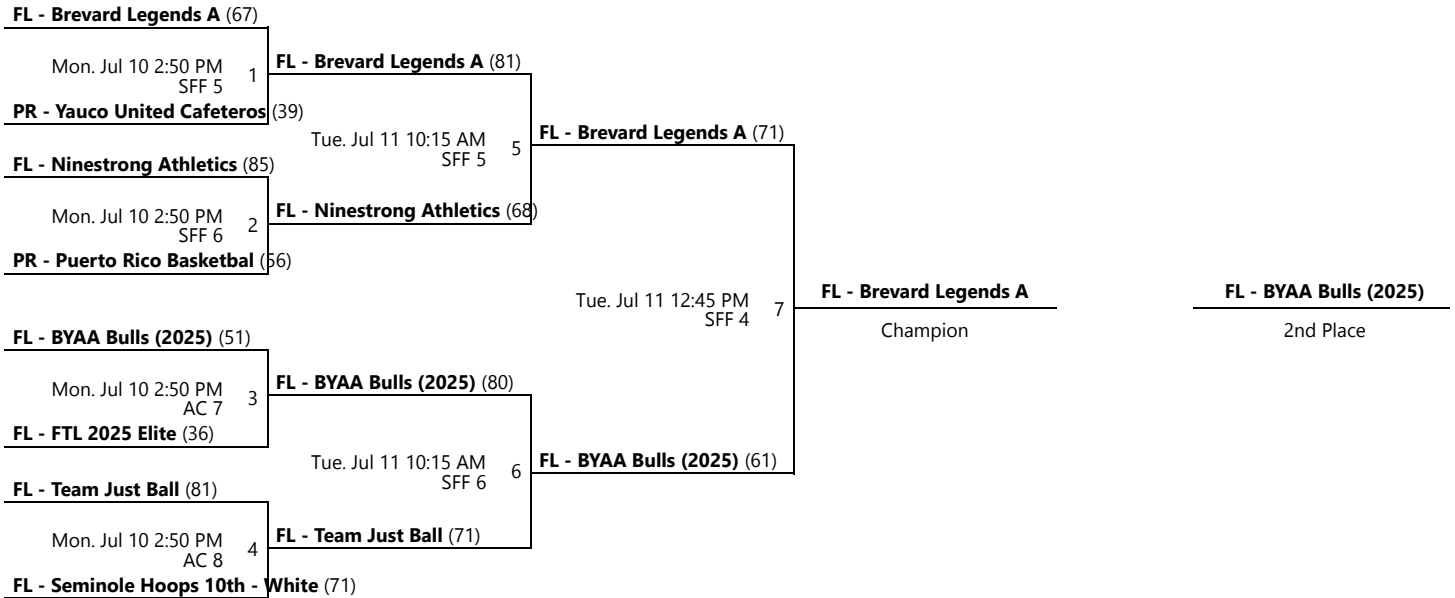 FL - Brevard Legends A (67)
Mon. Jul 10 2:50 PM
SFF 5
1
PR - Yauco United Cafeteros (39)
FL - Ninestrong Athletics (85)
Mon. Jul 10 2:50 PM
SFF 6
2
PR - Puerto Rico Basketbal (56)
FL - BYAA Bulls (2025) (51)
Mon. Jul 10 2:50 PM
AC 7
3
FL - FTL 2025 Elite (36)
FL - Team Just Ball (81)
Mon. Jul 10 2:50 PM
AC 8
4
FL - Seminole Hoops 10th - White (71)
FL - Brevard Legends A (81)
Tue. Jul 11 10:15 AM
SFF 5
5
FL - Ninestrong Athletics (68)
FL - BYAA Bulls (2025) (80)
Tue. Jul 11 10:15 AM
SFF 6
6
FL - Team Just Ball (71)
FL - Brevard Legends A (71)
Tue. Jul 11 12:45 PM
SFF 4
7
FL - BYAA Bulls (2025) (61)
FL - Brevard Legends A
Champion
FL - BYAA Bulls (2025)
2nd Place